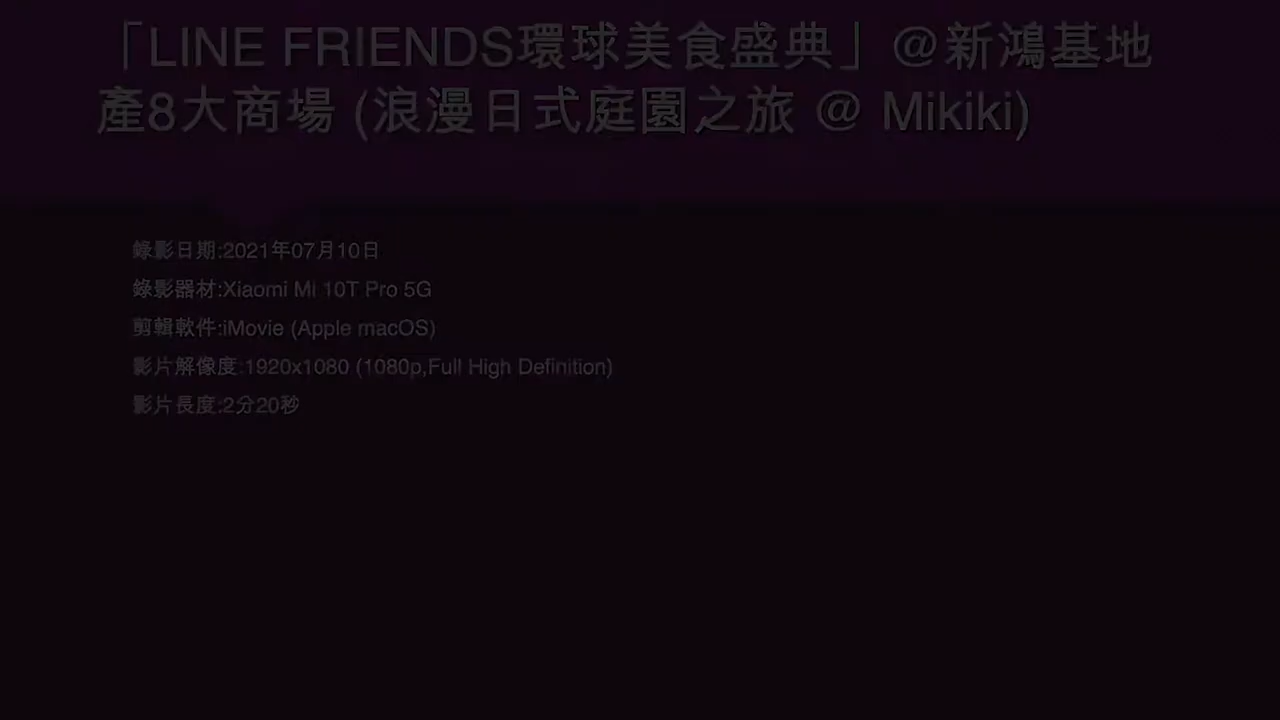 「LINE FRIENDS環球美食盛典」@新鴻基地
產8大商場 (浪漫日式庭園之旅 @ Mikiki)
錄影日期:2021年07月10日
錄影器材:Xiaomi Mi 10T Pro 5G
剪輯軟件:iMovie (Apple macOS)
影片解像度:1920x1080 (1080p,Full High Definition)
影片長度:2分20秒